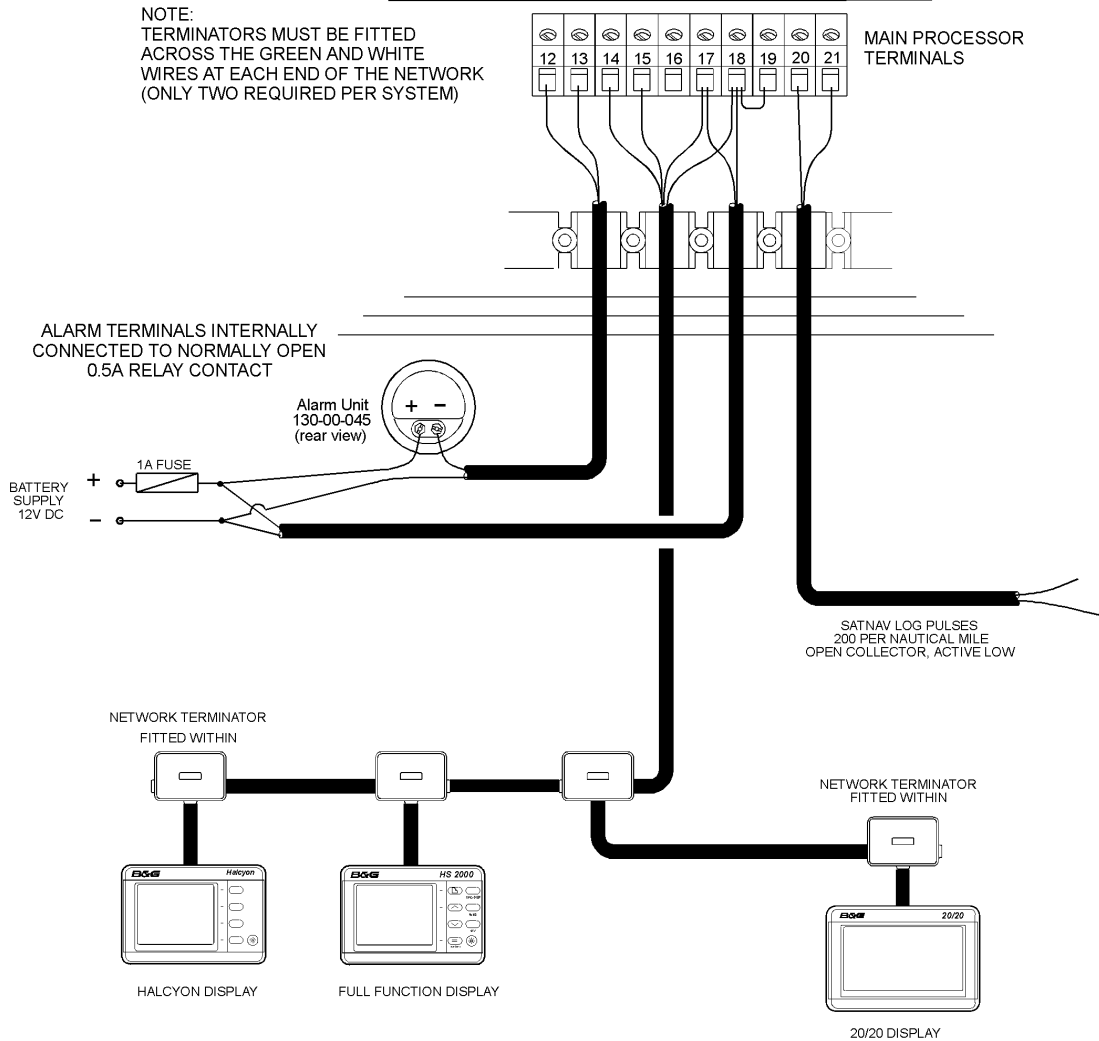 NOTE:
TERMINATORS MUST BE FITTED
ACROSS THE GREEN AND WHITE
WIRES AT EACH END OF THE NETWORK
(ONLY TWO REQUIRED PER SYSTEM)
12 13 14 15 16 17 18 19 20 21
MAIN PROCESSOR
TERMINALS
ALARM TERMINALS INTERNALLY
CONNECTED TO NORMALLY OPEN
0.5A RELAY CONTACT
Alarm Unit
130-00-045
(rear view)
+ −
1A FUSE
+
BATTERY
SUPPLY
12V DC
−
SATNAV LOG PULSES
200 PER NAUTICAL MILE
OPEN COLLECTOR, ACTIVE LOW
NETWORK TERMINATOR
FITTED WITHIN
NETWORK TERMINATOR
FITTED WITHIN
B&G Halcyon
B&G HS 2000
B&G 20/20
HALCYON DISPLAY
FULL FUNCTION DISPLAY
20/20 DISPLAY